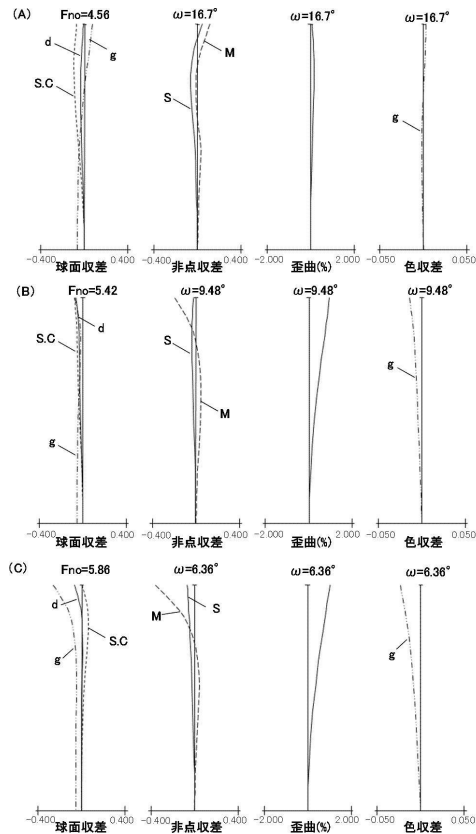 (A)
Fno=4.56
ω=16.7°
ω=16.7°
ω=16.7°
d
g
S.C
M
S
g
-0.400 0.400
-0.400 0.400
-2.000 2.000
-0.050 0.050
球面収差
非点収差
歪曲(%)
色収差
(B)
Fno=5.42
ω=9.48°
ω=9.48°
ω=9.48°
S.C
d
g
S
M
g
-0.400 0.400
-0.400 0.400
-2.000 2.000
-0.050 0.050
球面収差
非点収差
歪曲(%)
色収差
(C)
Fno=5.86
ω=6.36°
ω=6.36°
ω=6.36°
d
g
S.C
M
S
g
-0.400 0.400
-0.400 0.400
-2.000 2.000
-0.050 0.050
球面収差
非点収差
歪曲(%)
色収差